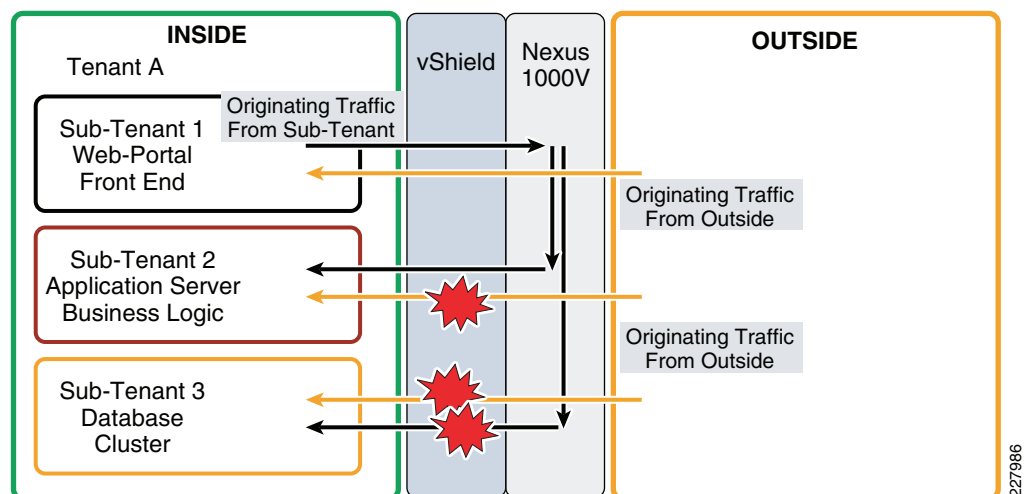 INSIDE
Tenant A
vShield
Nexus
1000V
OUTSIDE
Originating Traffic
From Sub-Tenant
Sub-Tenant 1
Web-Portal
Front End
Originating Traffic
From Outside
Sub-Tenant 2
Application Server
Business Logic
Originating Traffic
From Outside
Sub-Tenant 3
Database
Cluster
227986